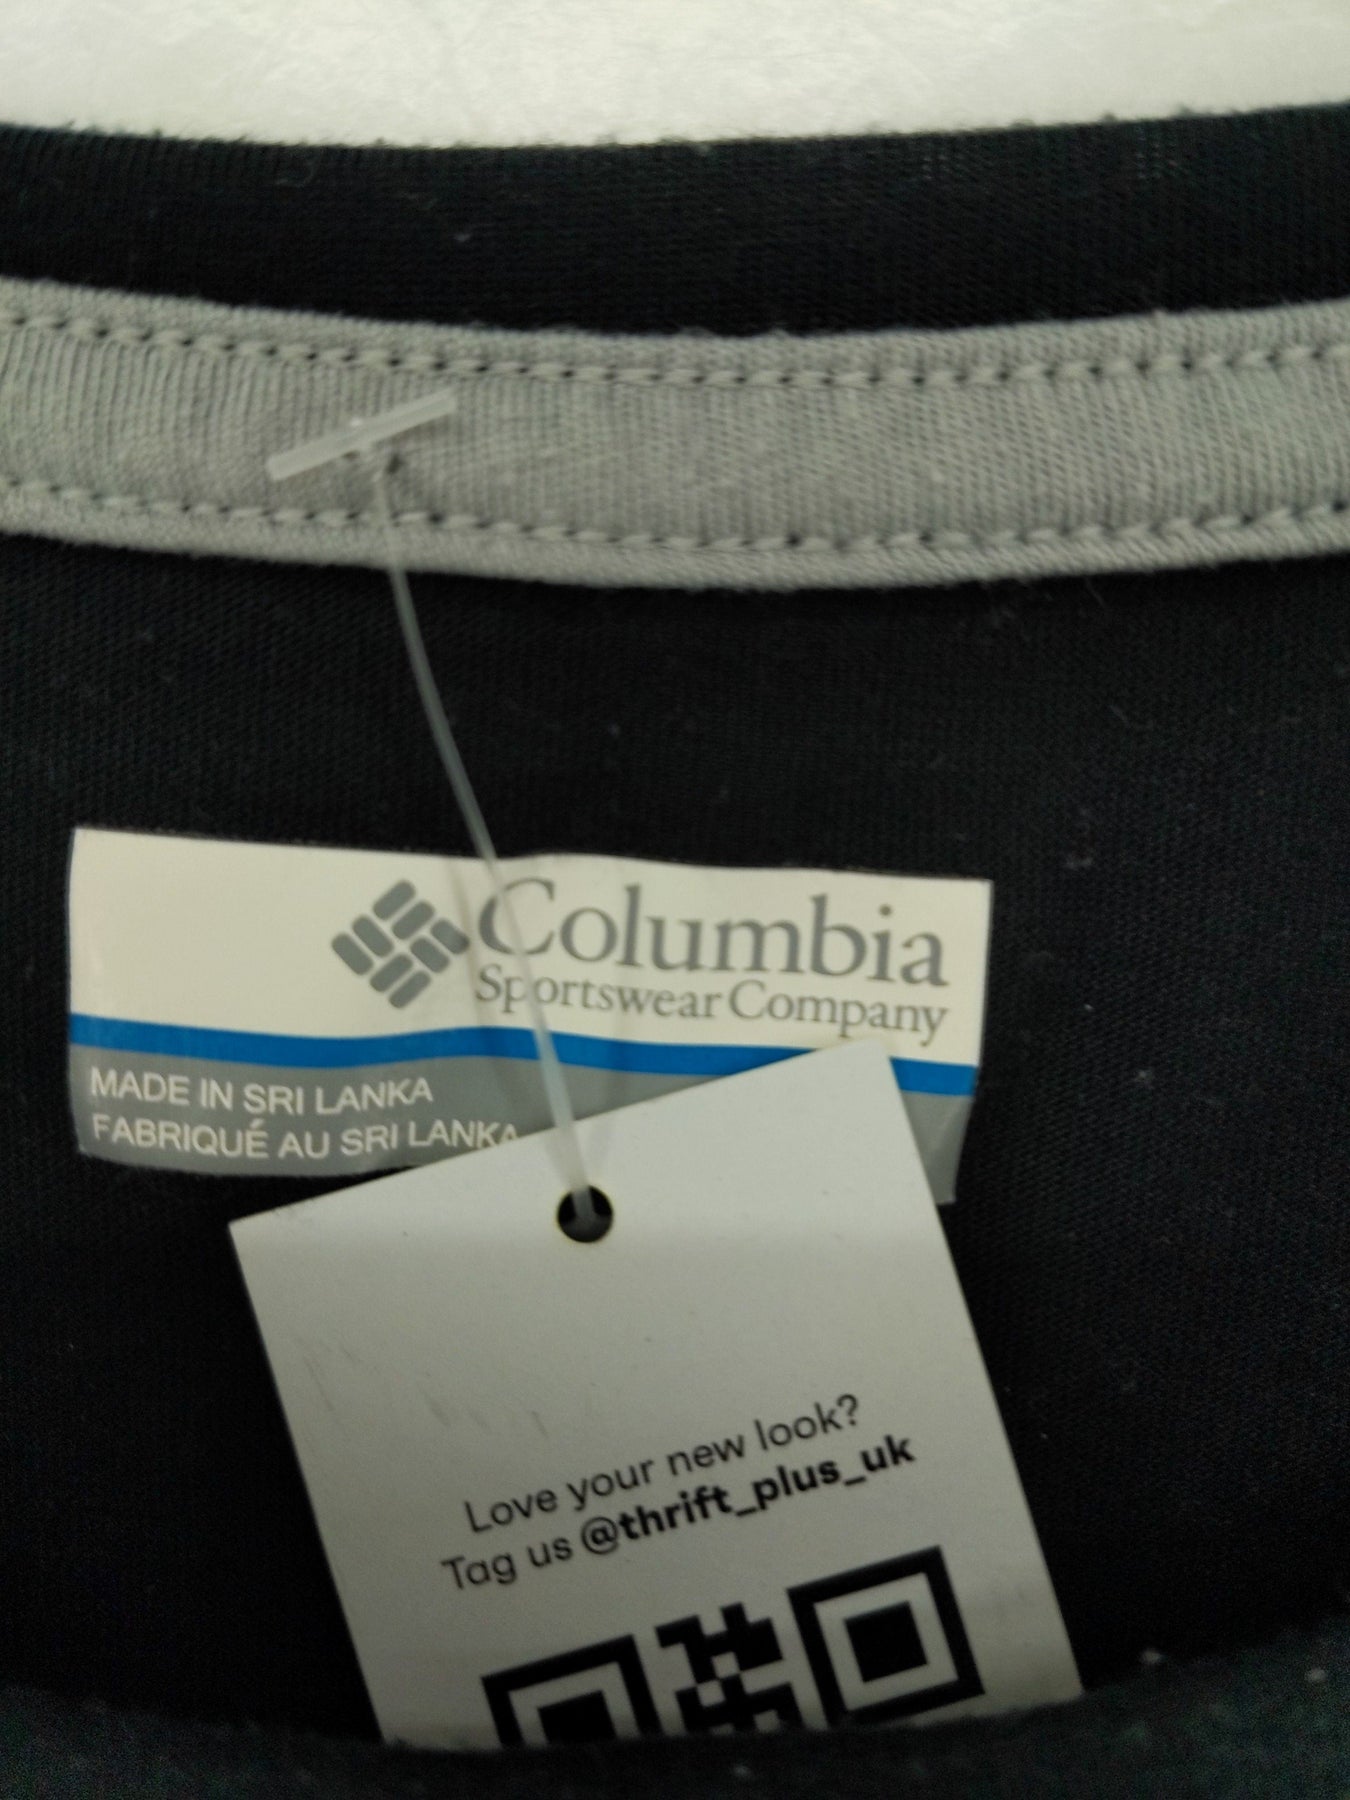 Columbia
Sportswear Company
MADE IN SRI LANKA
FABRIQUÉ AU SRI LANKA
Love your new look?
Tag us @thrift_plus_uk